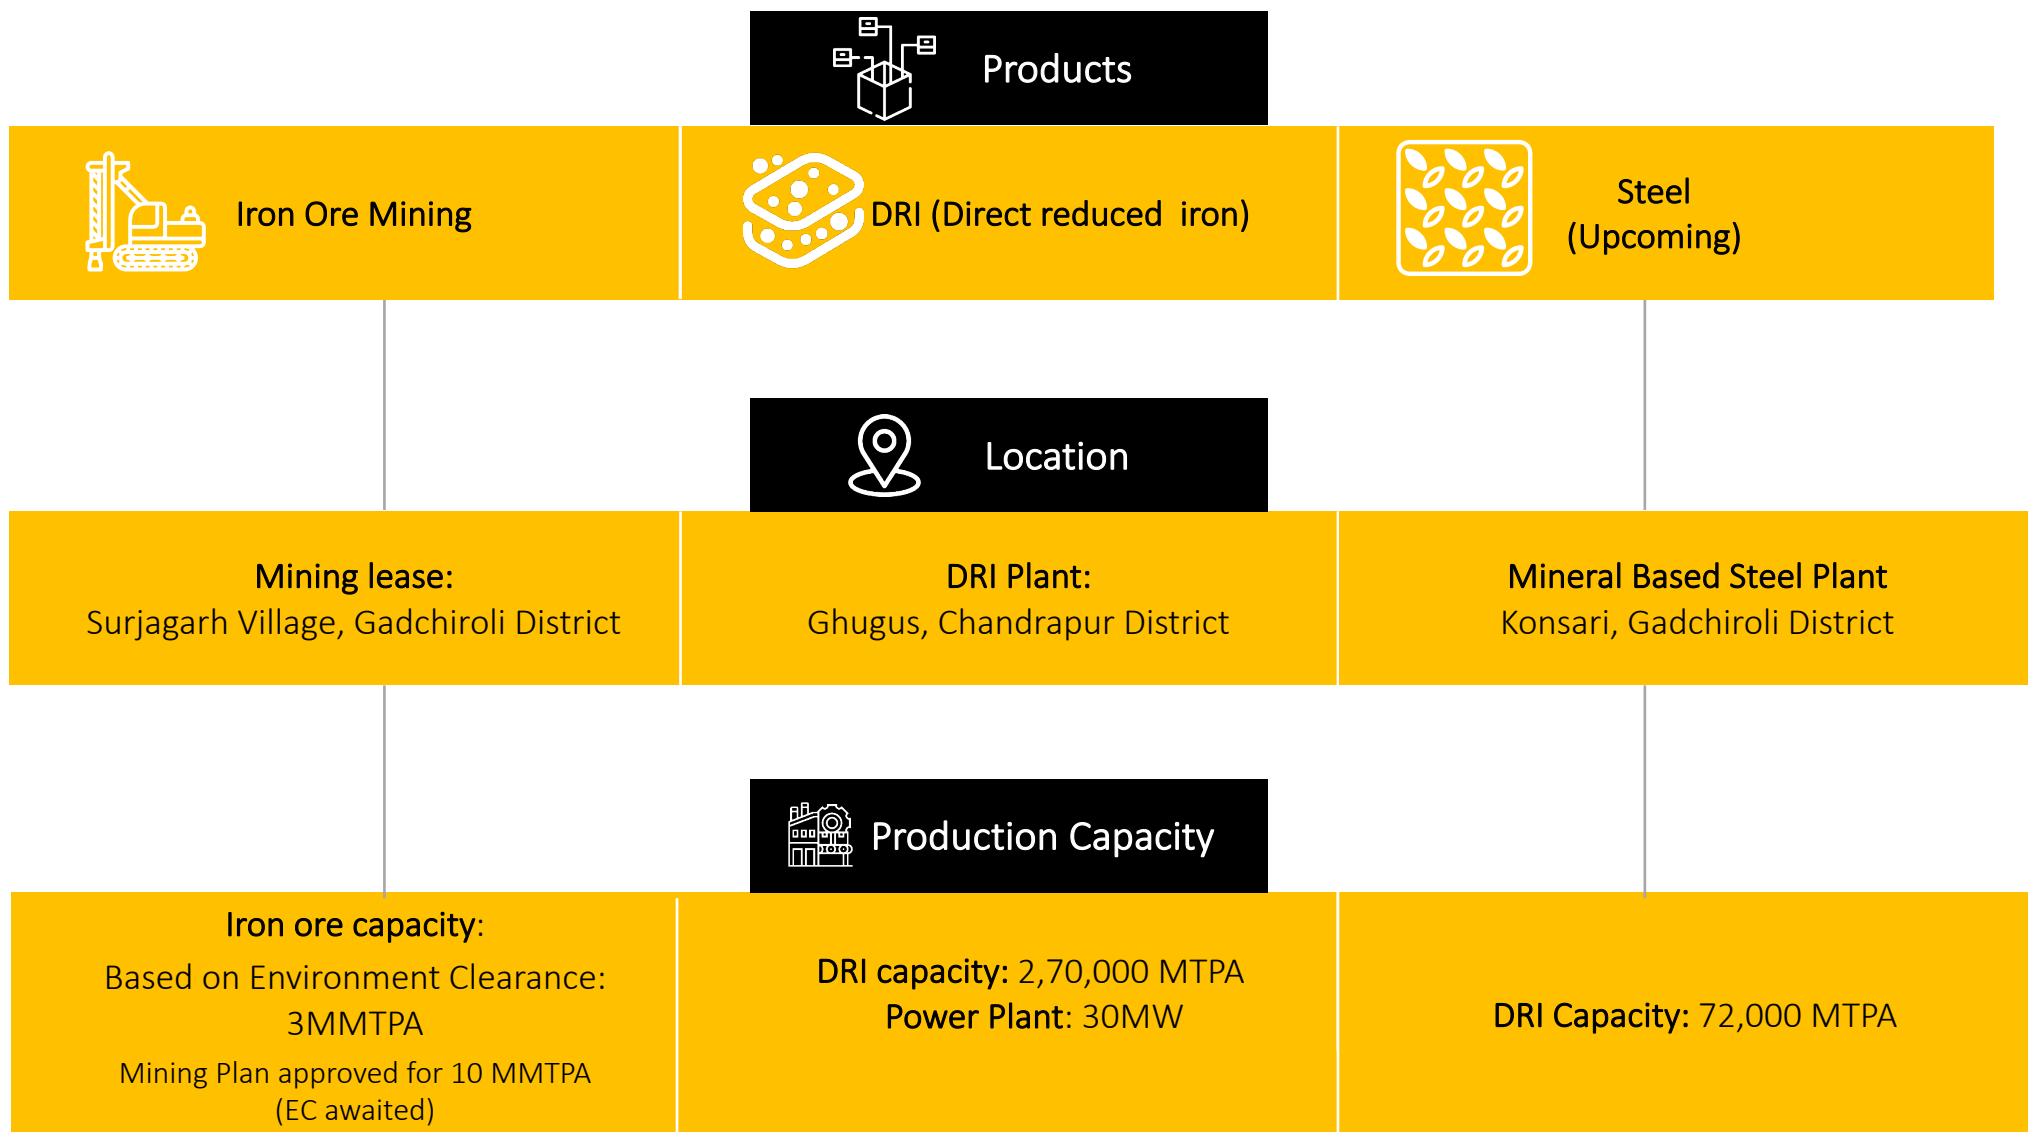 Products
Iron Ore Mining
DRI (Direct reduced iron)
Steel
(Upcoming)
Location
Mining lease:
Surjagarh Village, Gadchiroli District
DRI Plant:
Ghugus, Chandrapur District
Mineral Based Steel Plant
Konsari, Gadchiroli District
Production Capacity
Iron ore capacity:
Based on Environment Clearance:
3MMTPA
Mining Plan approved for 10 MMTPA
(EC awaited)
DRI capacity: 2,70,000 MTPA
Power Plant: 30MW
DRI Capacity: 72,000 MTPA